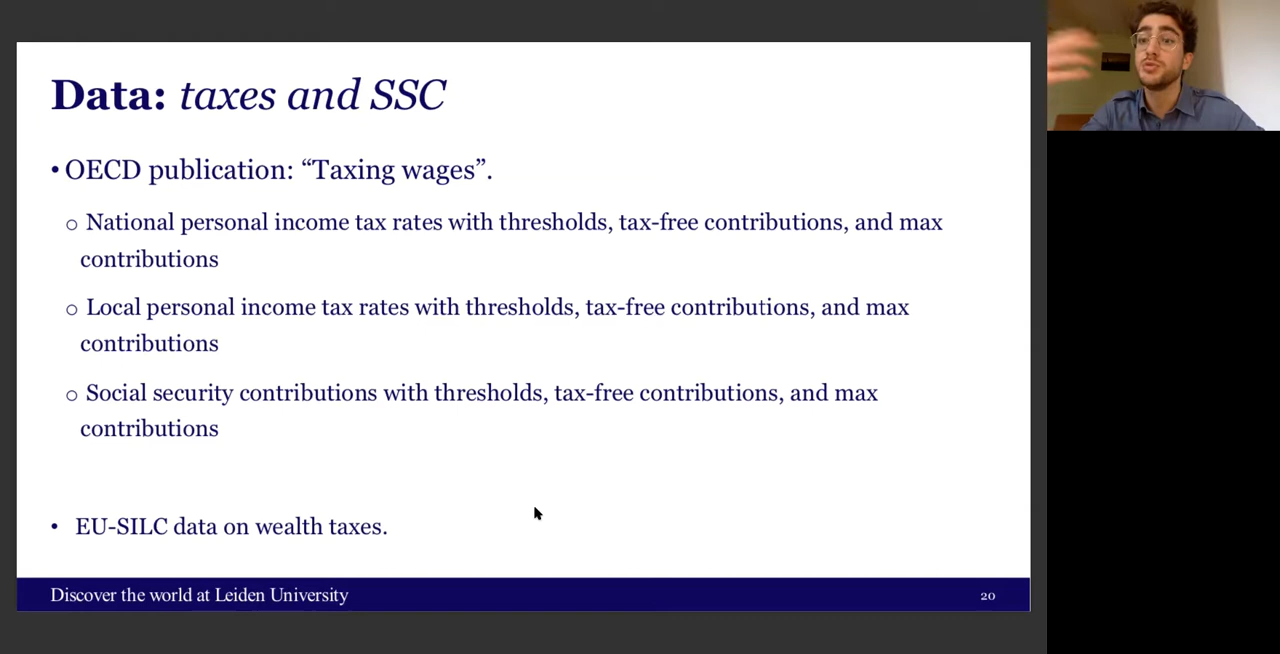 Data: taxes and SSC
• OECD publication: “Taxing wages”.
o National personal income tax rates with thresholds, tax-free contributions, and max
contributions
o Local personal income tax rates with thresholds, tax-free contributions, and max
contributions
o Social security contributions with thresholds, tax-free contributions, and max
contributions
• EU-SILC data on wealth taxes.
Discover the world at Leiden University
20